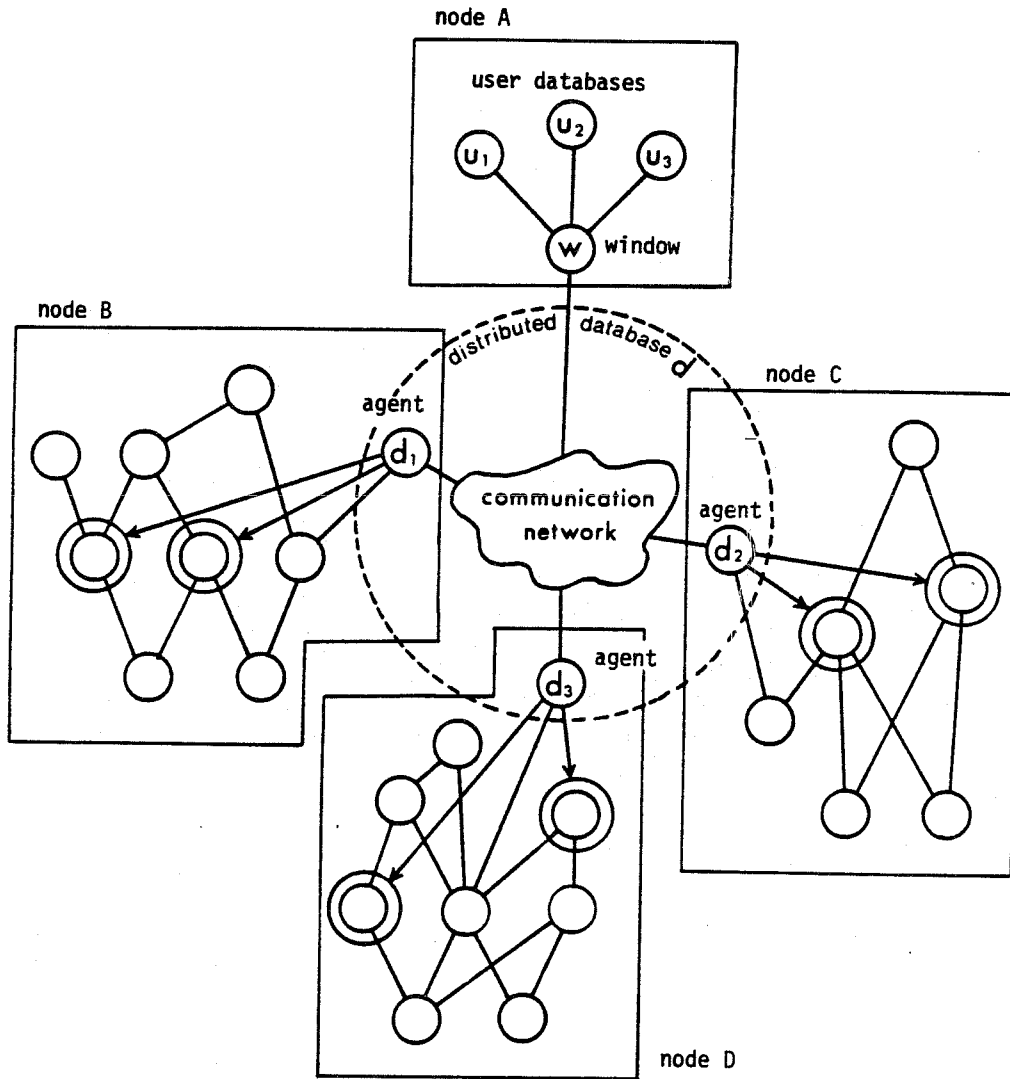 node A
user databases
u₁
u₂
u₃
w
window
node B
distributed database d
node C
agent
d₁
communication
network
agent
d₂
agent
d₃
node D